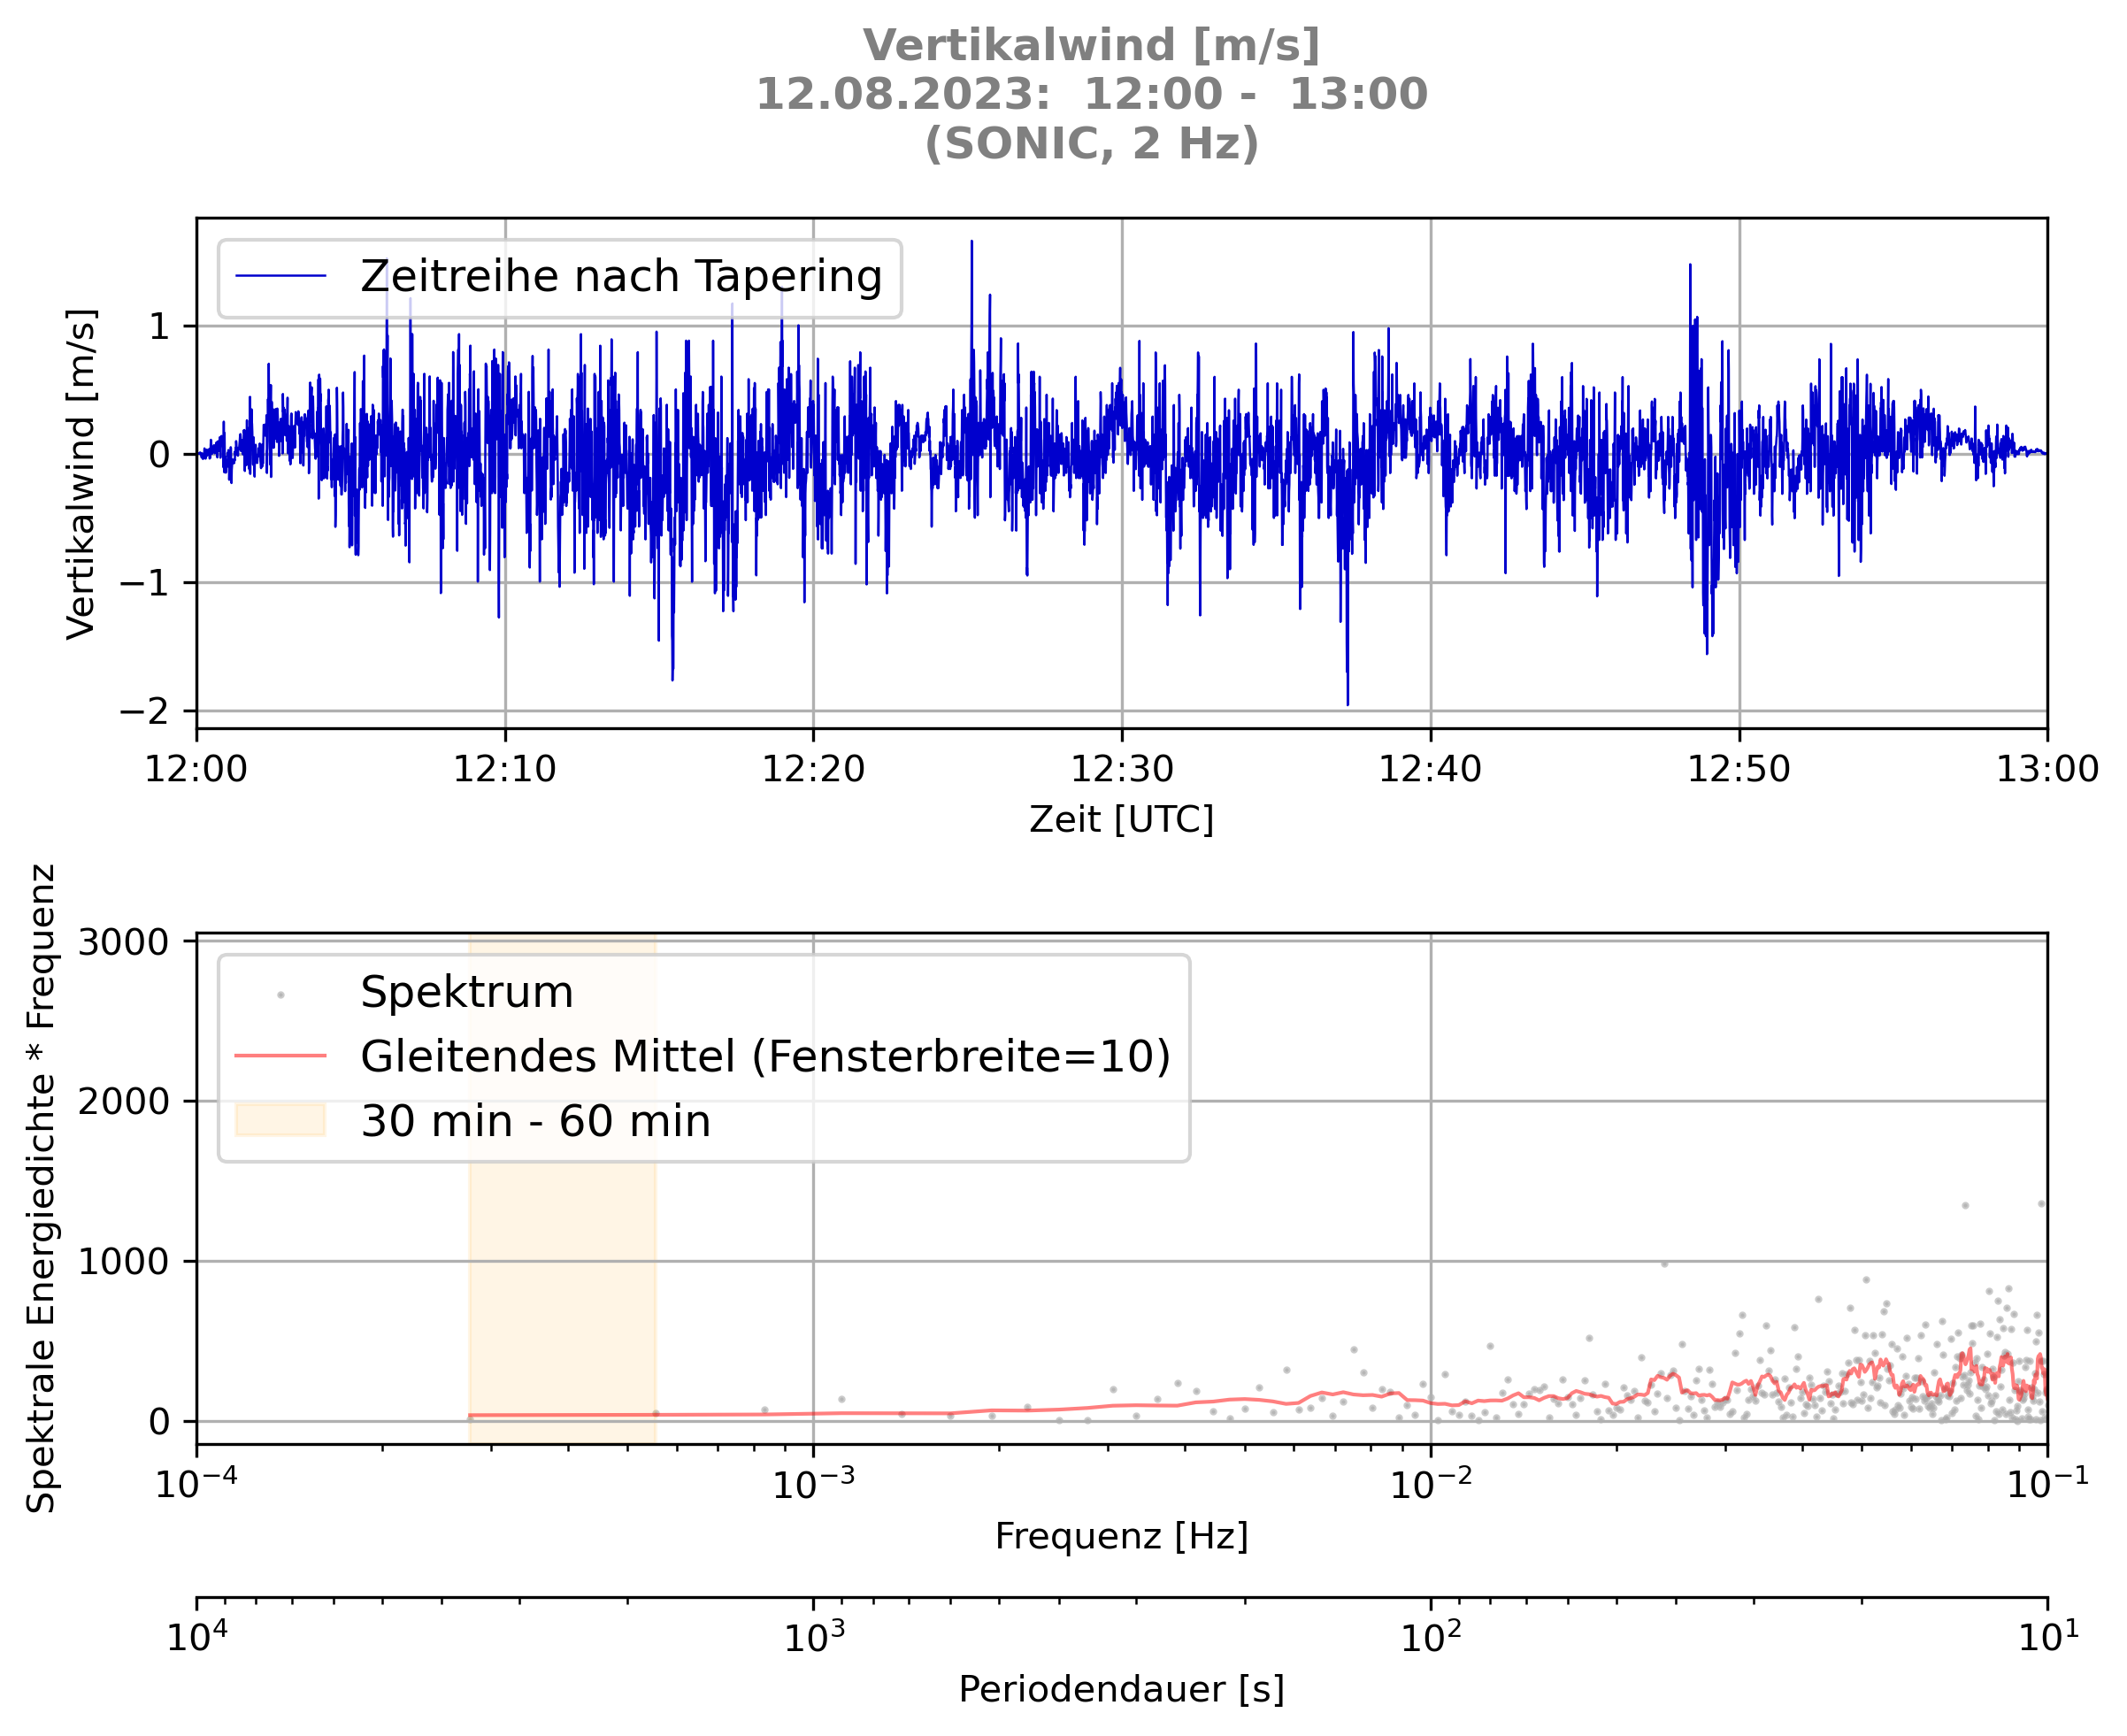 Vertikalwind [m/s]
12.08.2023:  12:00 -  13:00
(SONIC, 2 Hz)
Zeitreihe nach Tapering
Vertikalwind [m/s]
1
0
−1
−2
12:00 12:10 12:20 12:30 12:40 12:50 13:00
Zeit [UTC]
Spektrale Energiedichte * Frequenz
3000
2000
1000
0
Spektrum
Gleitendes Mittel (Fensterbreite=10)
30 min - 60 min
10⁻⁴ 10⁻³ 10⁻² 10⁻¹
Frequenz [Hz]
10⁴ 10³ 10² 10¹
Periodendauer [s]